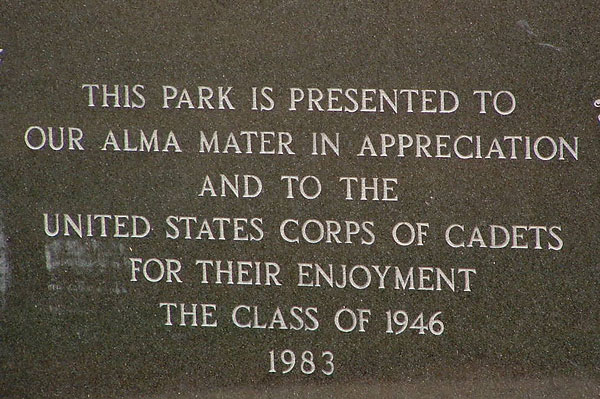 THIS PARK IS PRESENTED TO
OUR ALMA MATER IN APPRECIATION
AND TO THE
UNITED STATES CORPS OF CADETS
FOR THEIR ENJOYMENT
THE CLASS OF 1946
1983